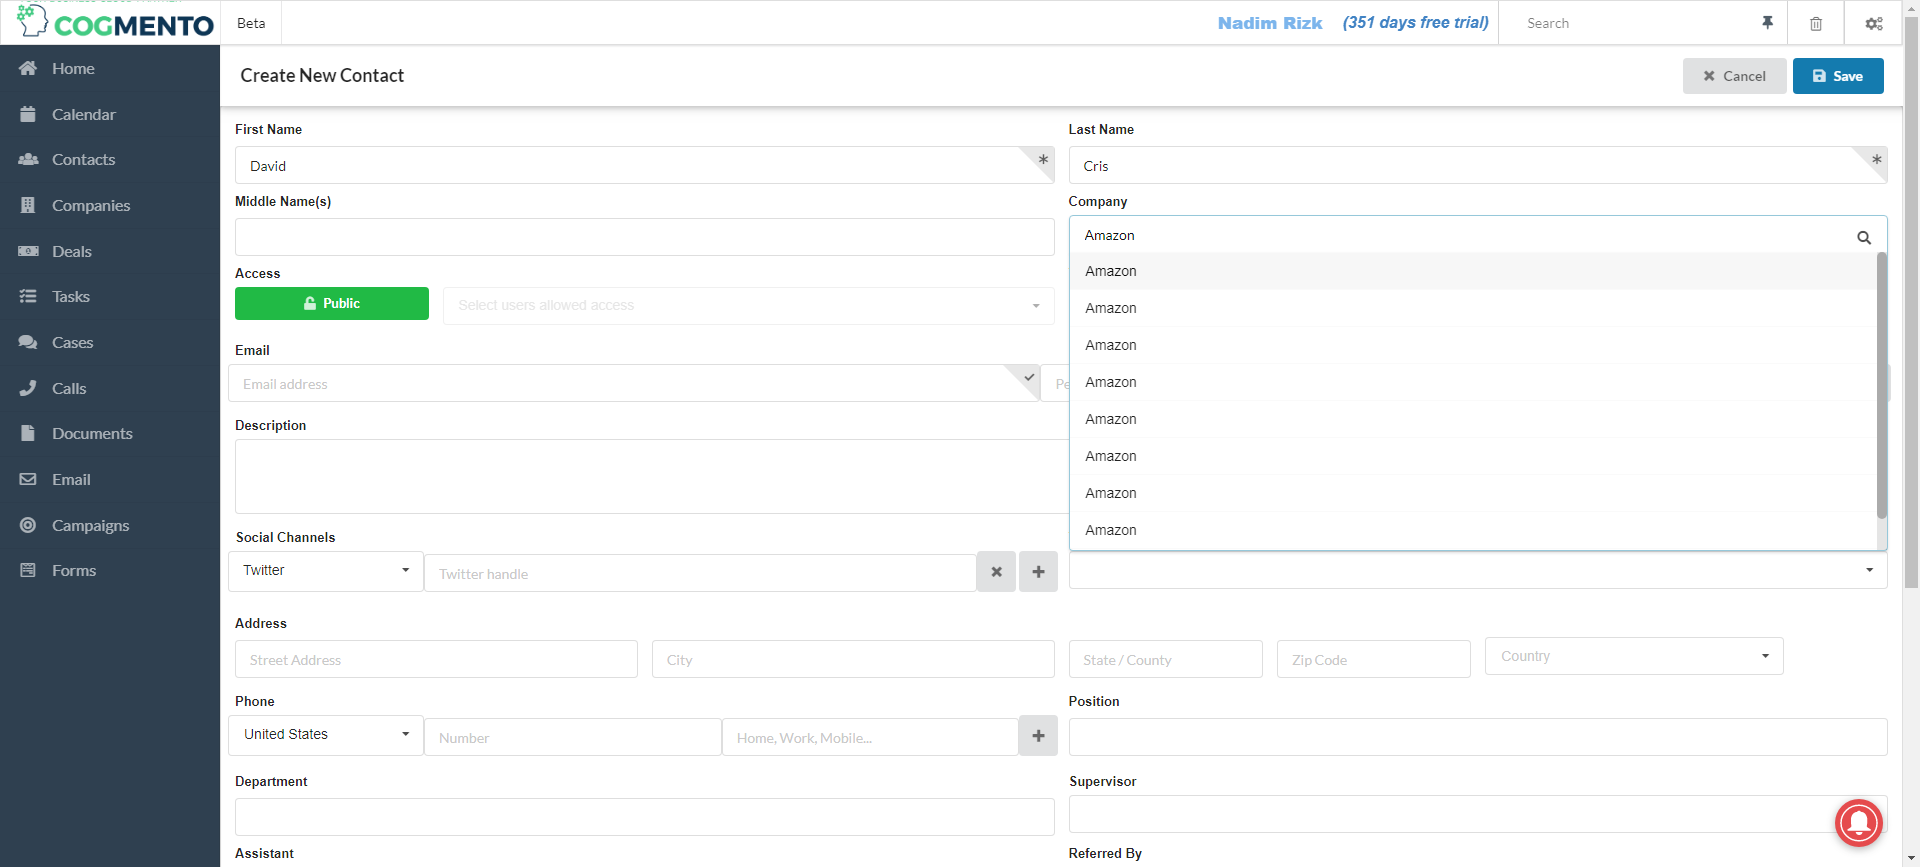 COGMENTO
Beta
Nadim Rizk
(351 days free trial)
Search
Home
Calendar
Contacts
Companies
Deals
Tasks
Cases
Calls
Documents
Email
Campaigns
Forms
Create New Contact
Cancel
Save
First Name
Last Name
David
*
Cris
*
Middle Name(s)
Company
Amazon
Amazon
Amazon
Amazon
Amazon
Amazon
Amazon
Amazon
Amazon
Access
Public
Select users allowed access
Email
Email address
Pe
Description
Social Channels
Twitter
Twitter handle
Address
Street Address
City
State / County
Zip Code
Country
Phone
Position
United States
Number
Home, Work, Mobile...
Department
Supervisor
Assistant
Referred By